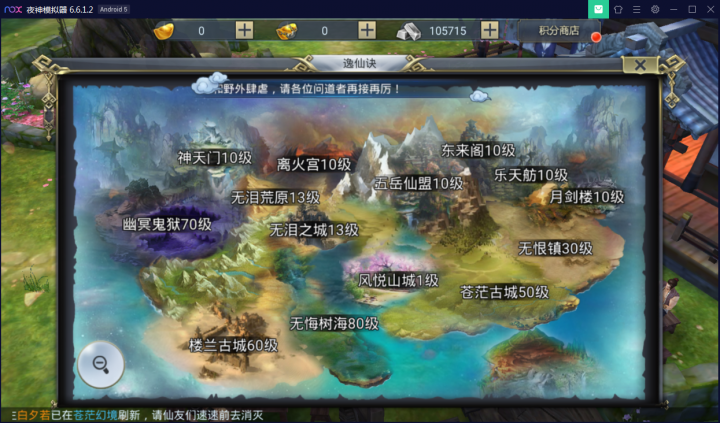 nox 夜神模拟器 6.6.1.2 Android 5
0 0 105715 积分商店
逸仙诀
野外肆虐，请各位问道者再接再厉！
东来阁10级
神天门10级
离火宫10级
乐天舫10级
五岳仙盟10级
无泪荒原13级
月剑楼10级
幽冥鬼狱70级
无泪之城13级
无恨镇30级
风悦山城1级
苍茫古城50级
无悔树海80级
楼兰古城60级
白夕若已在苍茫幻境刷新，请仙友们速速前去消灭